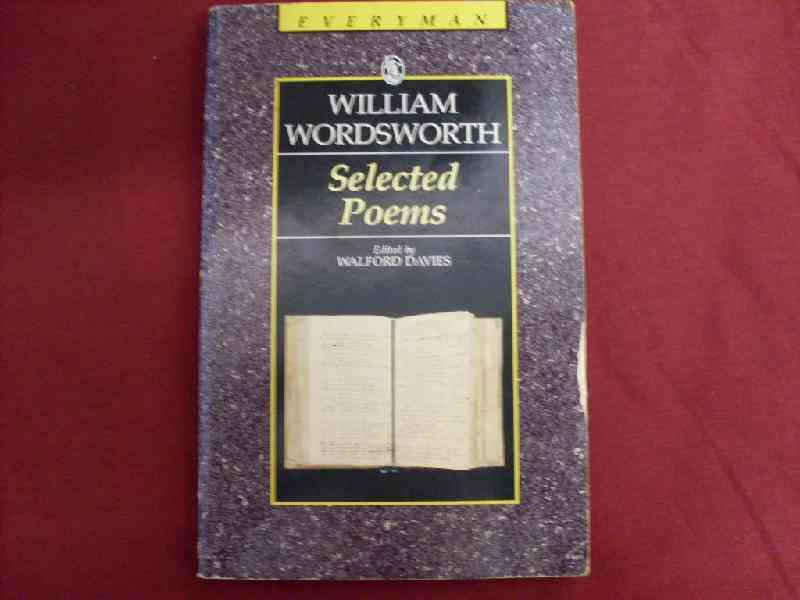 EVERYMAN
WILLIAM
WORDSWORTH
Selected
Poems
Edited by
WALFORD DAVIES